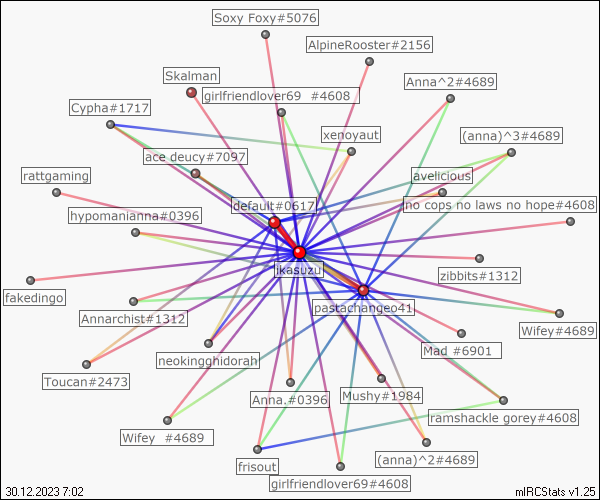 Soxy Foxy#5076
AlpineRooster#2156
Skalman
girlfriendlover69 #4608
Anna^2#4689
Cypha#1717
xenoyaut
(anna)^3#4689
ace deucy#7097
rattgaming
avelicious
default#0617
no cops no laws no hope#4608
hypomanianna#0396
ikasuzu
zibbits#1312
fakedingo
pastachangeo41
Annarchist#1312
Wifey#4689
Mad #6901
neokingghidorah
Toucan#2473
Anna.#0396
Mushy#1984
ramshackle gorey#4608
Wifey #4689
(anna)^2#4689
frisout
girlfriendlover69#4608
30.12.2023 7:02
mIRCStats v1.25